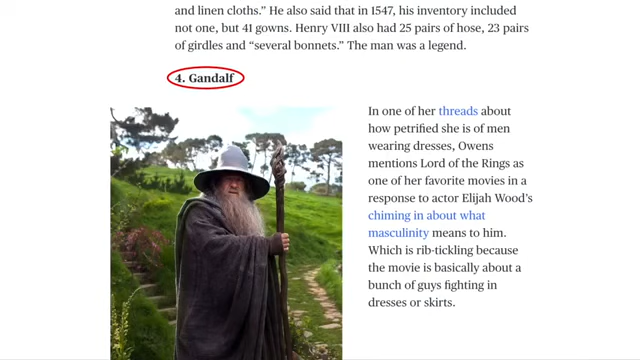 and linen cloths.” He also said that in 1547, his inventory included
not one, but 41 gowns. Henry VIII also had 25 pairs of hose, 23 pairs
of girdles and “several bonnets.” The man was a legend.
4. Gandalf
In one of her threads about
how petrified she is of men
wearing dresses, Owens
mentions Lord of the Rings as
one of her favorite movies in a
response to actor Elijah Wood’s
chiming in about what
masculinity means to him.
Which is rib-tickling because
the movie is basically about a
bunch of guys fighting in
dresses or skirts.